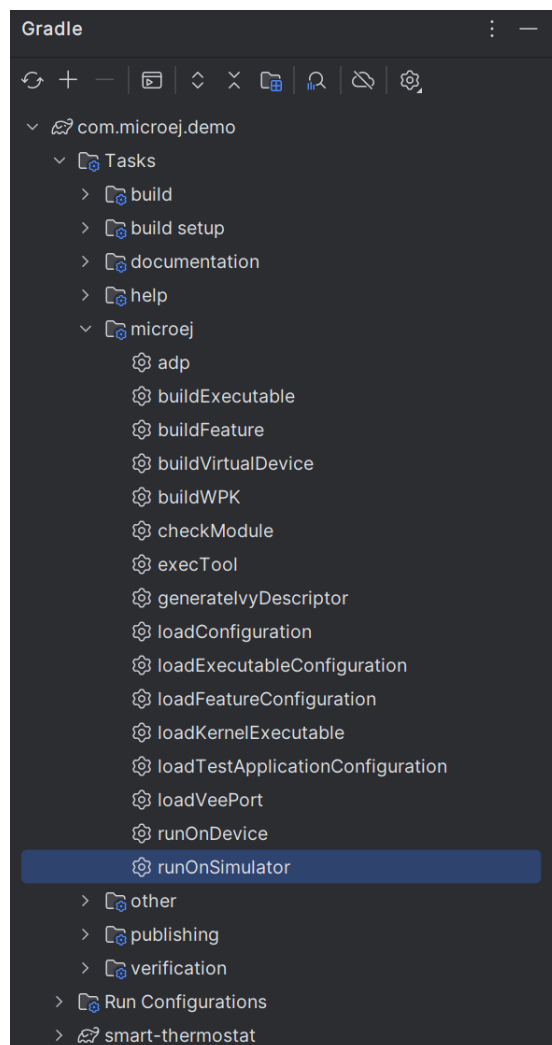 Gradle
com.microej.demo
Tasks
build
build setup
documentation
help
microej
adp
buildExecutable
buildFeature
buildVirtualDevice
buildWPK
checkModule
execTool
generateIvyDescriptor
loadConfiguration
loadExecutableConfiguration
loadFeatureConfiguration
loadKernelExecutable
loadTestApplicationConfiguration
loadVeePort
runOnDevice
runOnSimulator
other
publishing
verification
Run Configurations
smart-thermostat